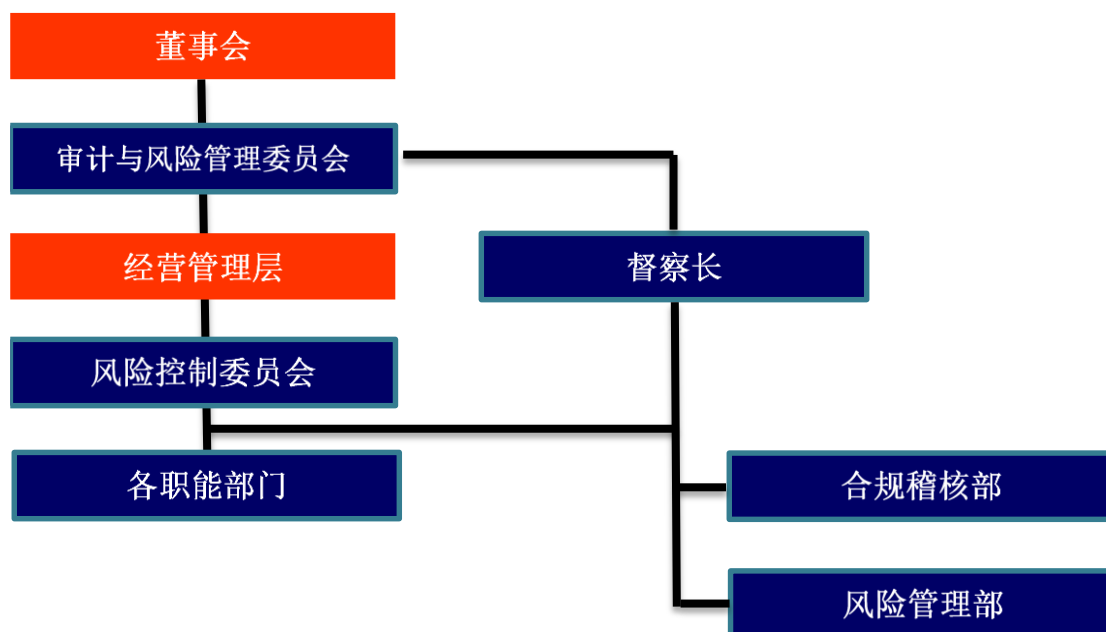 董事会
审计与风险管理委员会
经营管理层
督察长
风险控制委员会
各职能部门
合规稽核部
风险管理部